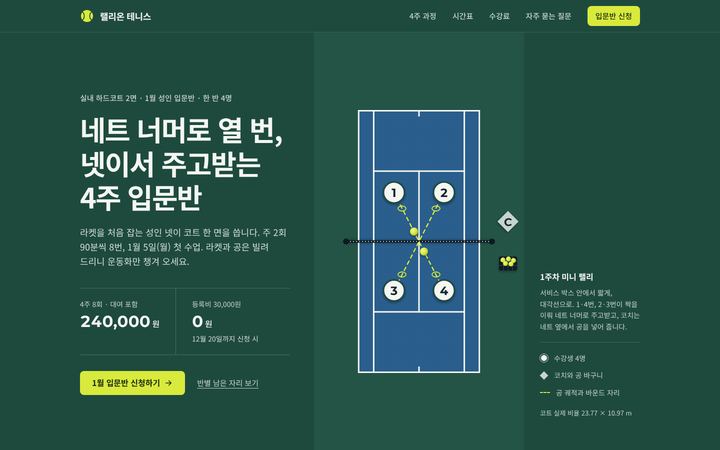 랠리온 테니스
4주 과정
시간표
수강료
자주 묻는 질문
입문반 신청
실내 하드코트 2면 · 1월 성인 입문반 · 한 반 4명
네트 너머로 열 번,
넷이서 주고받는
4주 입문반
라켓을 처음 잡는 성인 넷이 코트 한 면을 씁니다. 주 2회
90분씩 8번, 1월 5일(월) 첫 수업. 라켓과 공은 빌려
드리니 운동화만 챙겨 오세요.
4주 8회 · 대여 포함
240,000 원
등록비 30,000원
0 원
12월 20일까지 신청 시
1월 입문반 신청하기 →
반별 남은 자리 보기
1
2
C
3
4
1주차 미니 랠리
서비스 박스 안에서 짧게,
대각선으로. 1·4번, 2·3번이 짝을
이뤄 네트 너머로 주고받고, 코치는
네트 옆에서 공을 넣어 줍니다.
수강생 4명
코치와 공 바구니
공 궤적과 바운드 자리
코트 실제 비율 23.77 × 10.97 m